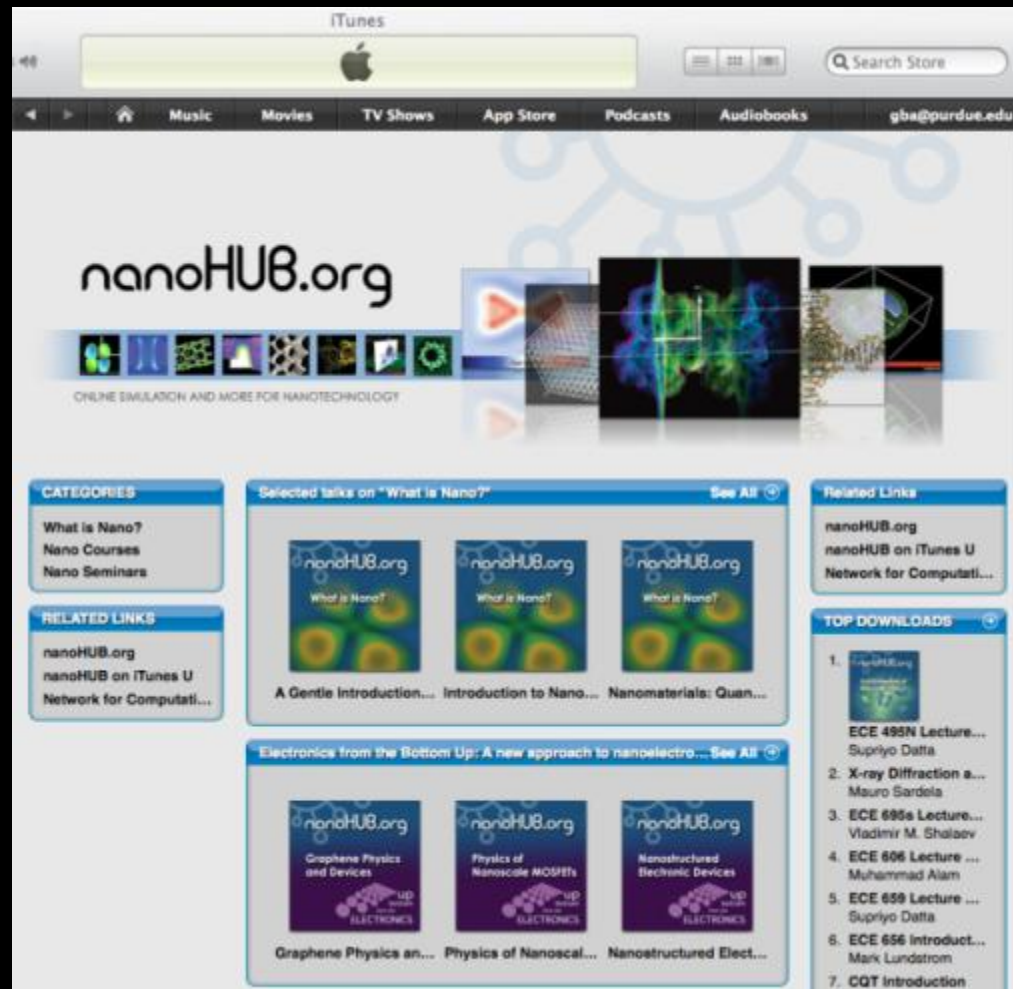 iTunes
Search Store
Music Movies TV Shows App Store Podcasts Audiobooks gba@purdue.edu
nanoHUB.org
ONLINE SIMULATION AND MORE FOR NANOTECHNOLOGY
CATEGORIES
What is Nano?
Nano Courses
Nano Seminars
RELATED LINKS
nanoHUB.org
nanoHUB on iTunes U
Network for Computati...
Selected talks on "What is Nano?" See All
nanoHUB.org nanoHUB.org nanoHUB.org
What is Nano? What is Nano? What is Nano?
A Gentle Introduction... Introduction to Nano... Nanomaterials: Quan...
Electronics from the Bottom Up: A new approach to nanoelectro... See All
nanoHUB.org
Graphene Physics
and Devices
up
ELECTRONICS
nanoHUB.org
Physics of
Nanoscale MOSFETs
up
ELECTRONICS
nanoHUB.org
Nanostructured
Electronic Devices
up
ELECTRONICS
Graphene Physics an... Physics of Nanoscal... Nanostructured Elect...
Related Links
nanoHUB.org
nanoHUB on iTunes U
Network for Computati...
TOP DOWNLOADS
1. nanoHUB.org
ECE 495N Lecture...
Supriyo Datta
2. X-ray Diffraction a...
Mauro Sardela
3. ECE 695s Lecture...
Vladimir M. Shalaev
4. ECE 606 Lecture ...
Muhammad Alam
5. ECE 659 Lecture ...
Supriyo Datta
6. ECE 656 Introduct...
Mark Lundstrom
7. CQT Introduction